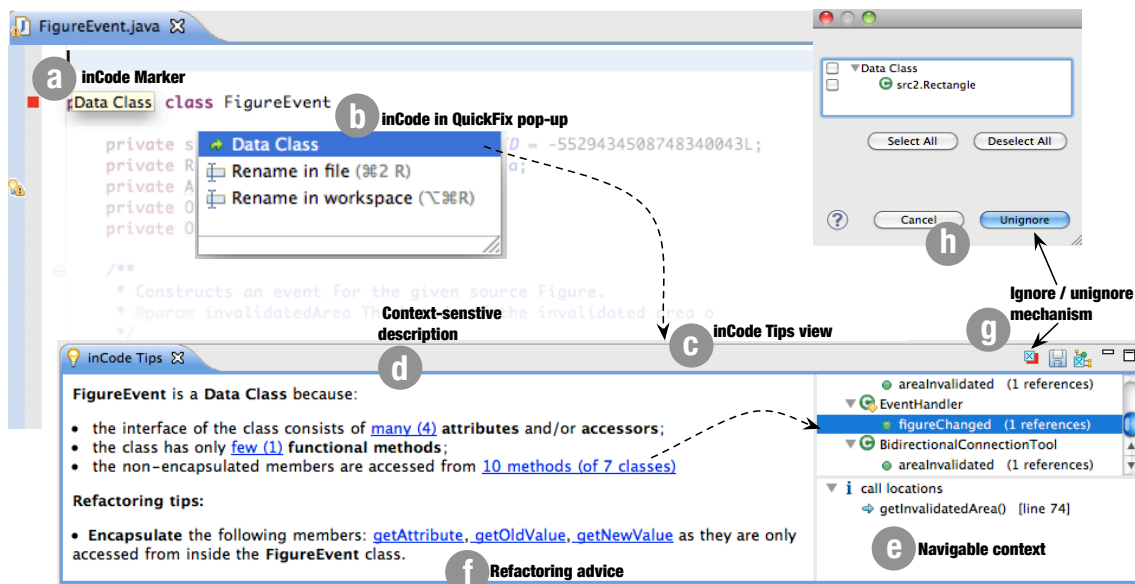 FigureEvent.java
a inCode Marker
Data Class class FigureEvent
b inCode in QuickFix pop-up
private s Data Class D = -5529434508748340043L;
private R Rename in file (⌘2 R) a;
private A Rename in workspace (⌥⌘R)
private O
private O
/**
* Constructs an event for the given source Figure.
* @param invalidatedArea Th the invalidated area o
*/
Data Class
src2.Rectangle
Select All Deselect All
? Cancel Unignore
h
Ignore / unignore
mechanism
g
Context-senstive
description
d
c inCode Tips view
inCode Tips
FigureEvent is a Data Class because:
• the interface of the class consists of many (4) attributes and/or accessors;
• the class has only few (1) functional methods;
• the non-encapsulated members are accessed from 10 methods (of 7 classes)
Refactoring tips:
• Encapsulate the following members: getAttribute, getOldValue, getNewValue as they are only
accessed from inside the FigureEvent class.
f Refactoring advice
areaInvalidated (1 references)
EventHandler
figureChanged (1 references)
BidirectionalConnectionTool
areaInvalidated (1 references)
i call locations
getInvalidatedArea() [line 74]
e Navigable context